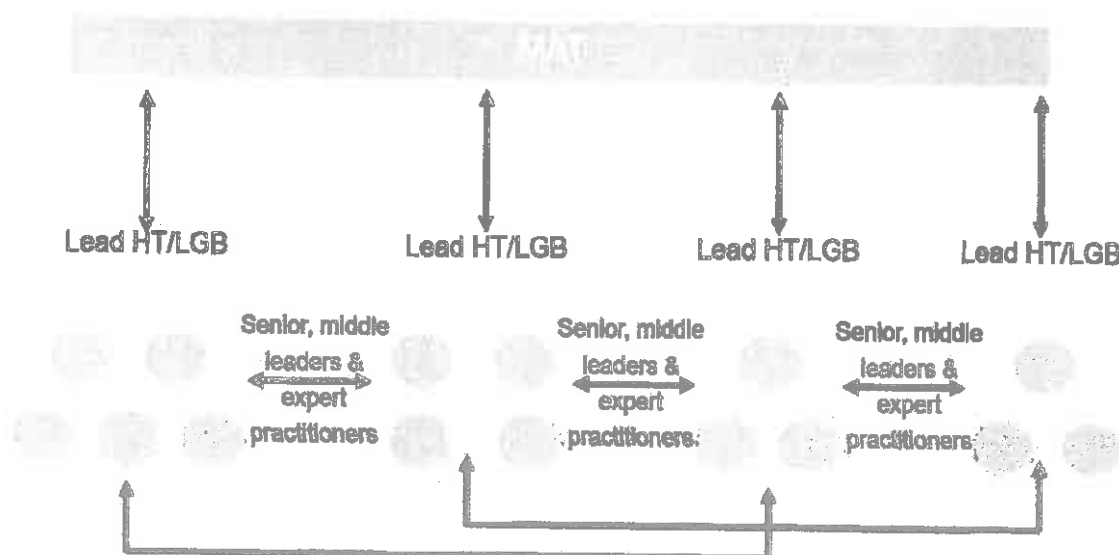 MAT
Lead HT/LGB
Lead HT/LGB
Lead HT/LGB
Lead HT/LGB
Senior, middle
leaders &
expert
practitioners
Senior, middle
leaders &
expert
practitioners.
Senior, middle
leaders &
expert
practitioners